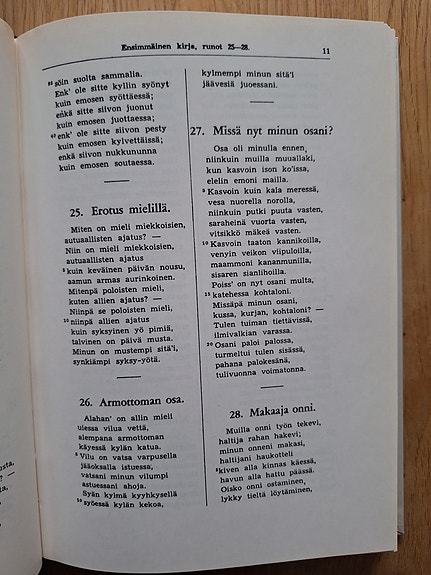 Ensimmäinen kirja, runot 25—28. 11
55 söin suolta sammalia.
Enk' ole sitte kyllin syönyt
kuin emosen syöttäessä;
enkä sitte siivon juonut
kuin emosen juottaessa;
60 enk' ole sitte siivon pesty
kuin emosen kylvettäissä;
enkä siivon nukkununna
kuin emosen soutaessa.
25. Erotus mielillä.
Miten on mieli miekkoisien,
autuaallisten ajatus? —
Niin on mieli miekkoisien,
autuaallisten ajatus
5 kuin keväinen päivän nousu,
aamun armas aurinkoinen.
Mitenpä poloisten mieli,
kuten allien ajatus? —
Niinpä se poloisten mieli,
10 niinpä allien ajatus
kuin syksyinen yö pimiä,
talvinen on päivä musta.
Minun on mustempi sitä'i,
synkiämpi syksy-yötä.
26. Armottoman osa.
Alahan' on allin mieli
uiessa vilua vettä,
alempana armottoman
käyessä kylän katua.
5 Vilu on vatsa varpusella
jääoksalla istuessa,
vatsani minun vilumpi
astuessani ahoja.
Syän kylmä kyyhkysellä
10 syöessä kylän kekoa,
kylmempi minun sitä'i
jäävesiä juoessani.
27. Missä nyt minun osani?
Osa oli minulla ennen,
niinkuin muilla muuallaki,
kun kasvoin ison ko'issa,
elelin emoni mailla.
5 Kasvoin kuin kala meressä,
vesa nuorella norolla,
niinkuin putki puuta vasten,
saraheinä vuorta vasten,
vitsikkö mäkeä vasten.
10 Kasvoin taaton kannikoilla,
venyin veikon viipuloilla,
maammoni kananmunilla,
sisaren sianlihoilla.
Poiss' on nyt osani multa,
15 katehessa kohtaloni.
Missäpä minun osani,
kussa, kurjan, kohtaloni? —
Tulen tuiman tiettävissä,
ilmivalkian varassa.
20 Osani paloi palossa,
turmeltui tulen sisässä,
pahana palokesänä,
tulivuonna voimatonna.
28. Makaaja onni.
Muilla onni työn tekevi,
haltija rahan hakevi;
minun onneni makasi,
haltijani haukotteli
5 kiven alla kinnas käessä,
havun alla hattu päässä.
Oisko onni ostaminen,
lykky tieltä löytäminen,